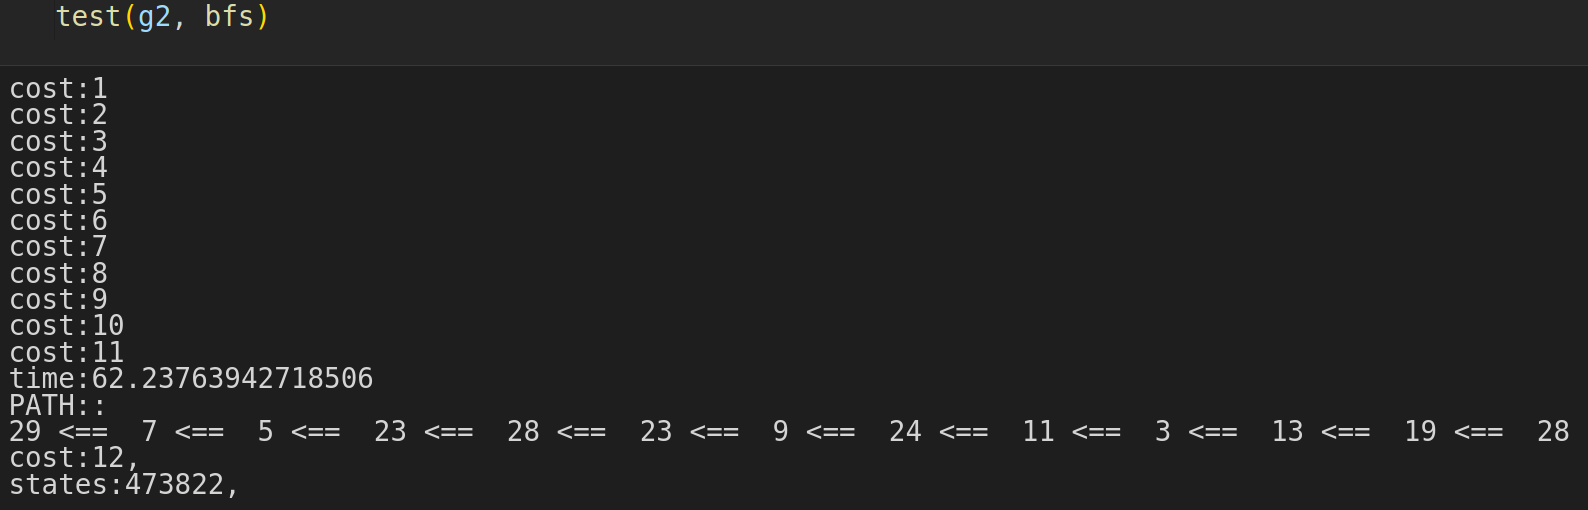 test(g2, bfs)
cost:1
cost:2
cost:3
cost:4
cost:5
cost:6
cost:7
cost:8
cost:9
cost:10
cost:11
time:62.23763942718506
PATH::
29 <==  7 <==  5 <==  23 <==  28 <==  23 <==  9 <==  24 <==  11 <==  3 <==  13 <==  19 <==  28
cost:12,
states:473822,